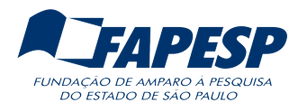 FAPESP
FUNDAÇÃO DE AMPARO À PESQUISA
DO ESTADO DE SÃO PAULO